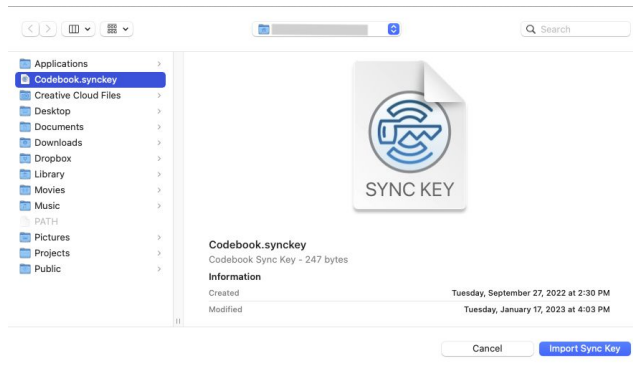 Search
Applications
Codebook.synckey
Creative Cloud Files
Desktop
Documents
Downloads
Dropbox
Library
Movies
Music
PATH
Pictures
Projects
Public
SYNC KEY
Codebook.synckey
Codebook Sync Key - 247 bytes
Information
Created Tuesday, September 27, 2022 at 2:30 PM
Modified Tuesday, January 17, 2023 at 4:03 PM
Cancel Import Sync Key